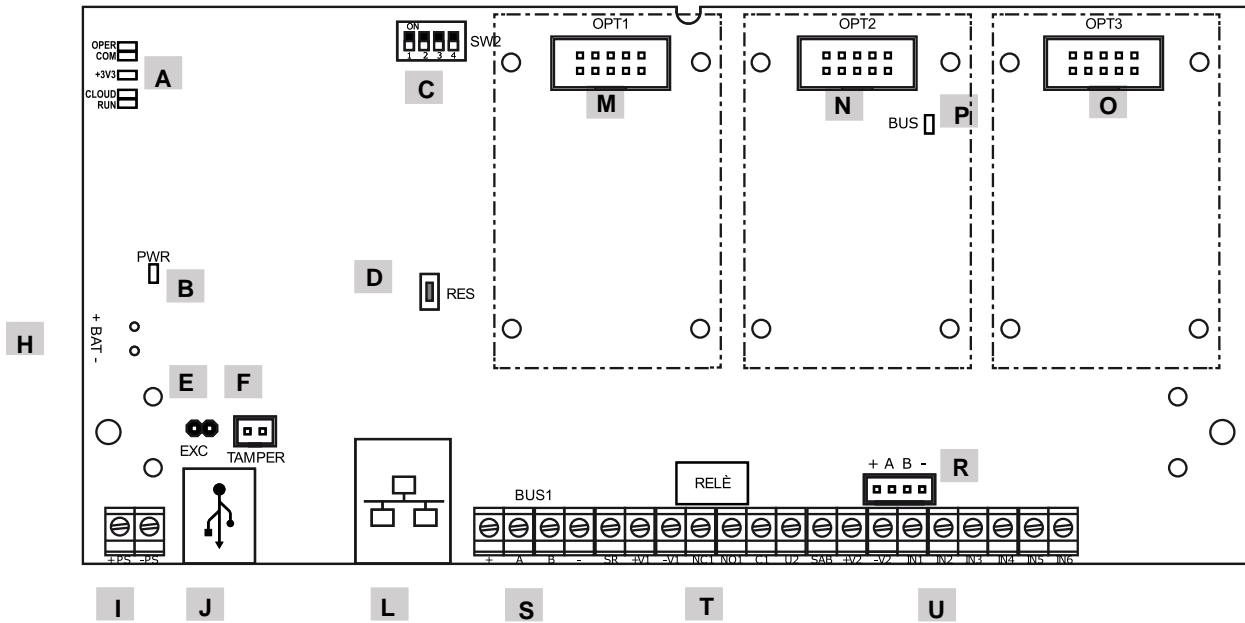 OPT1
OPT2
OPT3
OPER
COM
+3V3
CLOUD
RUN
A
ON
1 2 3 4
SW2
C
M
N
O
BUS
P
PWR
B
D
RES
H
+ BAT -
E
F
EXC
TAMPER
RELÈ
+ A B -
R
BUS1
+PS -PS
+ A B - SR +V1 -V1 NC1 NO1 C1 U2 SAB +V2 -V2 IN1 IN2 IN3 IN4 IN5 IN6
I
J
L
S
T
U